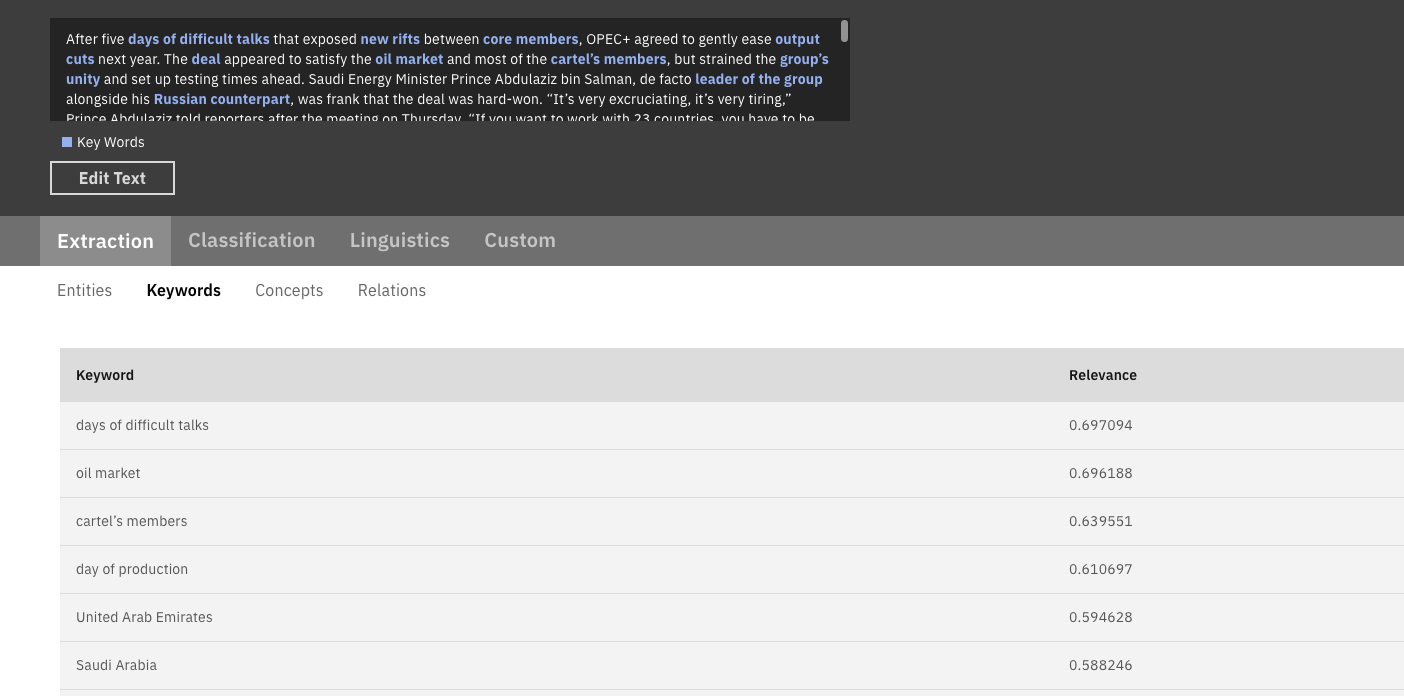 After five days of difficult talks that exposed new rifts between core members, OPEC+ agreed to gently ease output
cuts next year. The deal appeared to satisfy the oil market and most of the cartel’s members, but strained the group’s
unity and set up testing times ahead. Saudi Energy Minister Prince Abdulaziz bin Salman, de facto leader of the group
alongside his Russian counterpart, was frank that the deal was hard-won. “It’s very excruciating, it’s very tiring,”
Prince Abdulaziz told reporters after the meeting on Thursday. “If you want to work with 23 countries, you have to be
Key Words
Edit Text
Extraction Classification Linguistics Custom
Entities Keywords Concepts Relations
Keyword Relevance
days of difficult talks 0.697094
oil market 0.696188
cartel’s members 0.639551
day of production 0.610697
United Arab Emirates 0.594628
Saudi Arabia 0.588246